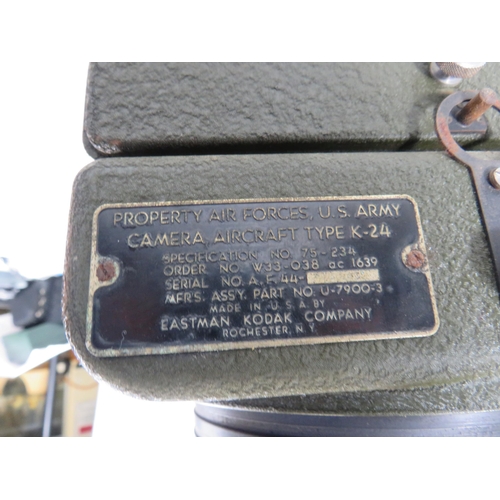 PROPERTY AIR FORCES, U.S. ARMY
CAMERA, AIRCRAFT TYPE K-24
SPECIFICATION NO. 75-234
ORDER NO. W33-038 ac 1639
SERIAL NO. A.F. 44-
MFR'S. ASS'Y. PART NO. U-7900-3
MADE IN U.S.A. BY
EASTMAN KODAK COMPANY
ROCHESTER, N.Y.